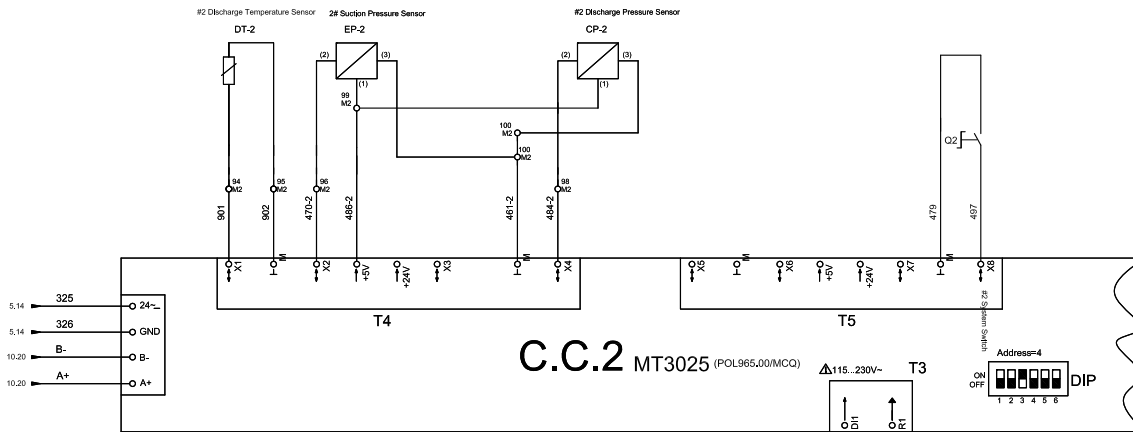 #2 Discharge Temperature Sensor
2# Suction Pressure Sensor
#2 Discharge Pressure Sensor
DT-2
EP-2
CP-2
(2)
(3)
(1)
(2)
(3)
(1)
99
M2
100
M2
100
M2
Q2
94
M2
95
M2
96
M2
98
M2
901
902
470-2
486-2
461-2
484-2
479
497
X1
M
X2
+5V
+24V
X3
M
X4
X5
M
X6
+5V
+24V
X7
M
X8
T4
T5
#2 System Switch
5,14
325
24~
5,14
326
GND
10.20
B-
B-
10.20
A+
A+
C.C.2 MT3025 (POL965.00/MCQ)
115...230V~
T3
DI1
R1
Address=4
ON
OFF
DIP
1 2 3 4 5 6